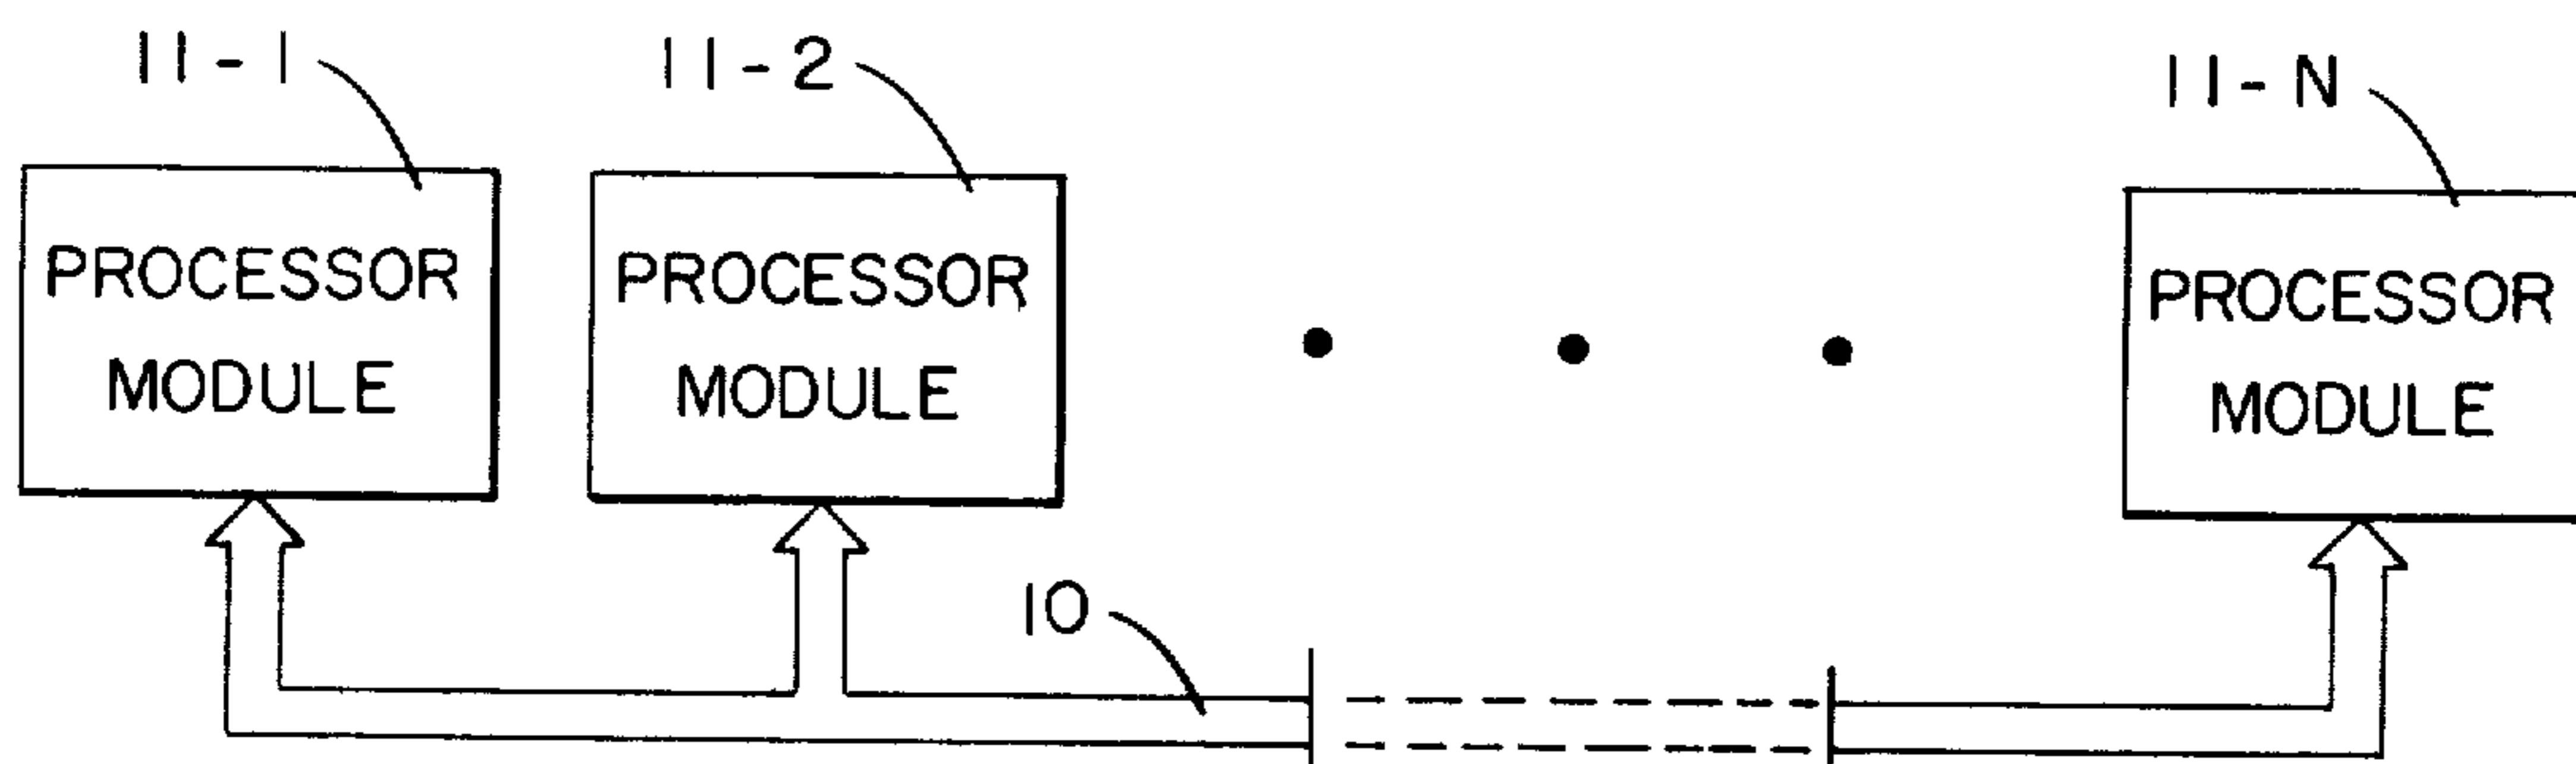 11-1
11-2
11-N
PROCESSOR
MODULE
PROCESSOR
MODULE
PROCESSOR
MODULE
10